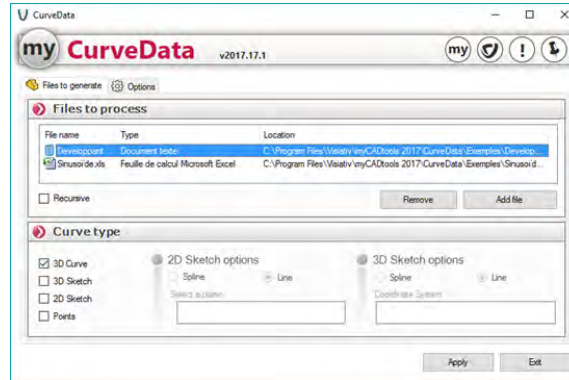 CurveData
my CurveData v2017.17.1 my
Files to generate Options
Files to process
File name Type Location
Developpant Document texte C:\Program Files\Visiativ\myCADtools 2017\CurveData\Exemples\Develop...
Sinusoïde.xls Feuille de calcul Microsoft Excel C:\Program Files\Visiativ\myCADtools 2017\CurveData\Exemples\Sinusoïd...
Recursive Remove Add file
Curve type
3D Curve 2D Sketch options 3D Sketch options
3D Sketch Spline Line Spline Line
2D Sketch Select a plane Coordinate System
Points
Apply Exit